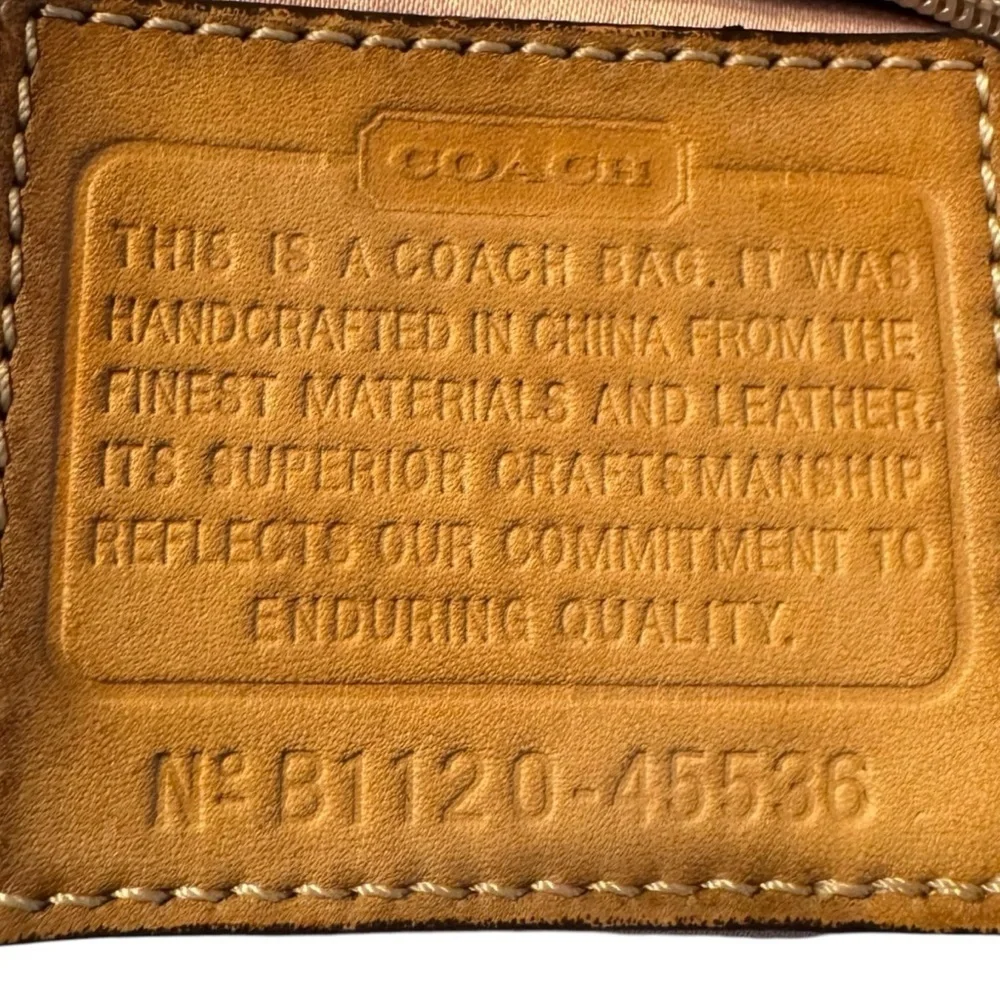 COACH
THIS IS A COACH BAG. IT WAS
HANDCRAFTED IN CHINA FROM THE
FINEST MATERIALS AND LEATHER.
ITS SUPERIOR CRAFTSMANSHIP
REFLECTS OUR COMMITMENT TO
ENDURING QUALITY.
Nº B1120-45536